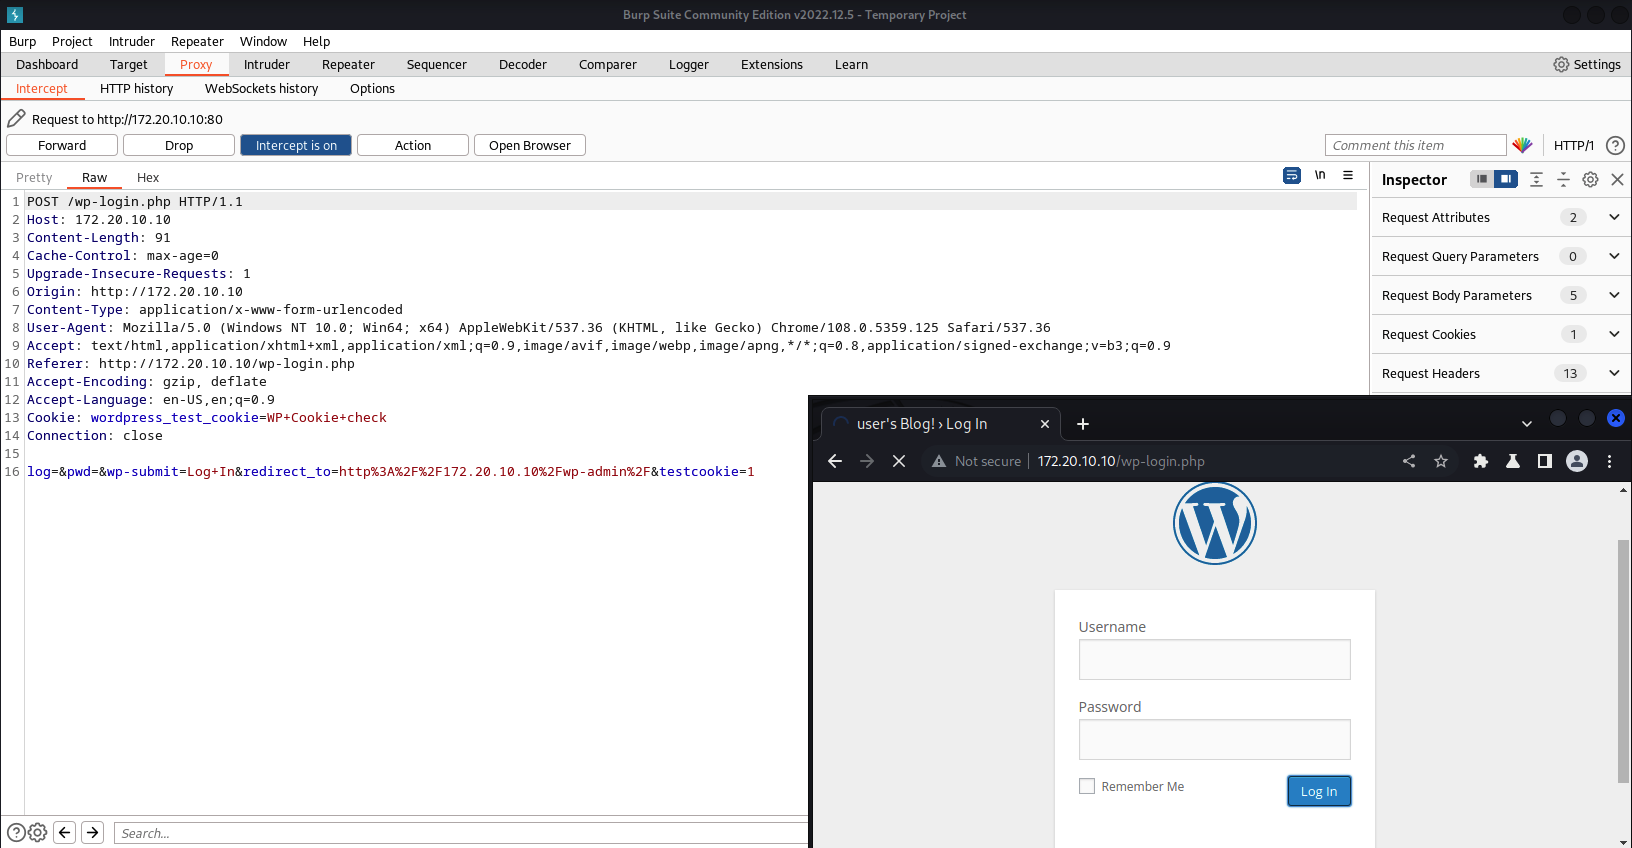 Burp Suite Community Edition v2022.12.5 - Temporary Project
Burp Project Intruder Repeater Window Help
Dashboard Target Proxy Intruder Repeater Sequencer Decoder Comparer Logger Extensions Learn Settings
Intercept HTTP history WebSockets history Options
Request to http://172.20.10.10:80
Forward Drop Intercept is on Action Open Browser Comment this item HTTP/1 ?
Pretty Raw Hex \n
Inspector
Request Attributes 2
Request Query Parameters 0
Request Body Parameters 5
Request Cookies 1
Request Headers 13
1 POST /wp-login.php HTTP/1.1
2 Host: 172.20.10.10
3 Content-Length: 91
4 Cache-Control: max-age=0
5 Upgrade-Insecure-Requests: 1
6 Origin: http://172.20.10.10
7 Content-Type: application/x-www-form-urlencoded
8 User-Agent: Mozilla/5.0 (Windows NT 10.0; Win64; x64) AppleWebKit/537.36 (KHTML, like Gecko) Chrome/108.0.5359.125 Safari/537.36
9 Accept: text/html,application/xhtml+xml,application/xml;q=0.9,image/avif,image/webp,image/apng,*/*;q=0.8,application/signed-exchange;v=b3;q=0.9
10 Referer: http://172.20.10.10/wp-login.php
11 Accept-Encoding: gzip, deflate
12 Accept-Language: en-US,en;q=0.9
13 Cookie: wordpress_test_cookie=WP+Cookie+check
14 Connection: close
15
16 log=&pwd=&wp-submit=Log+In&redirect_to=http%3A%2F%2F172.20.10.10%2Fwp-admin%2F&testcookie=1
user's Blog! › Log In
Not secure 172.20.10.10/wp-login.php
W
Username
Password
Remember Me Log In
? Search...